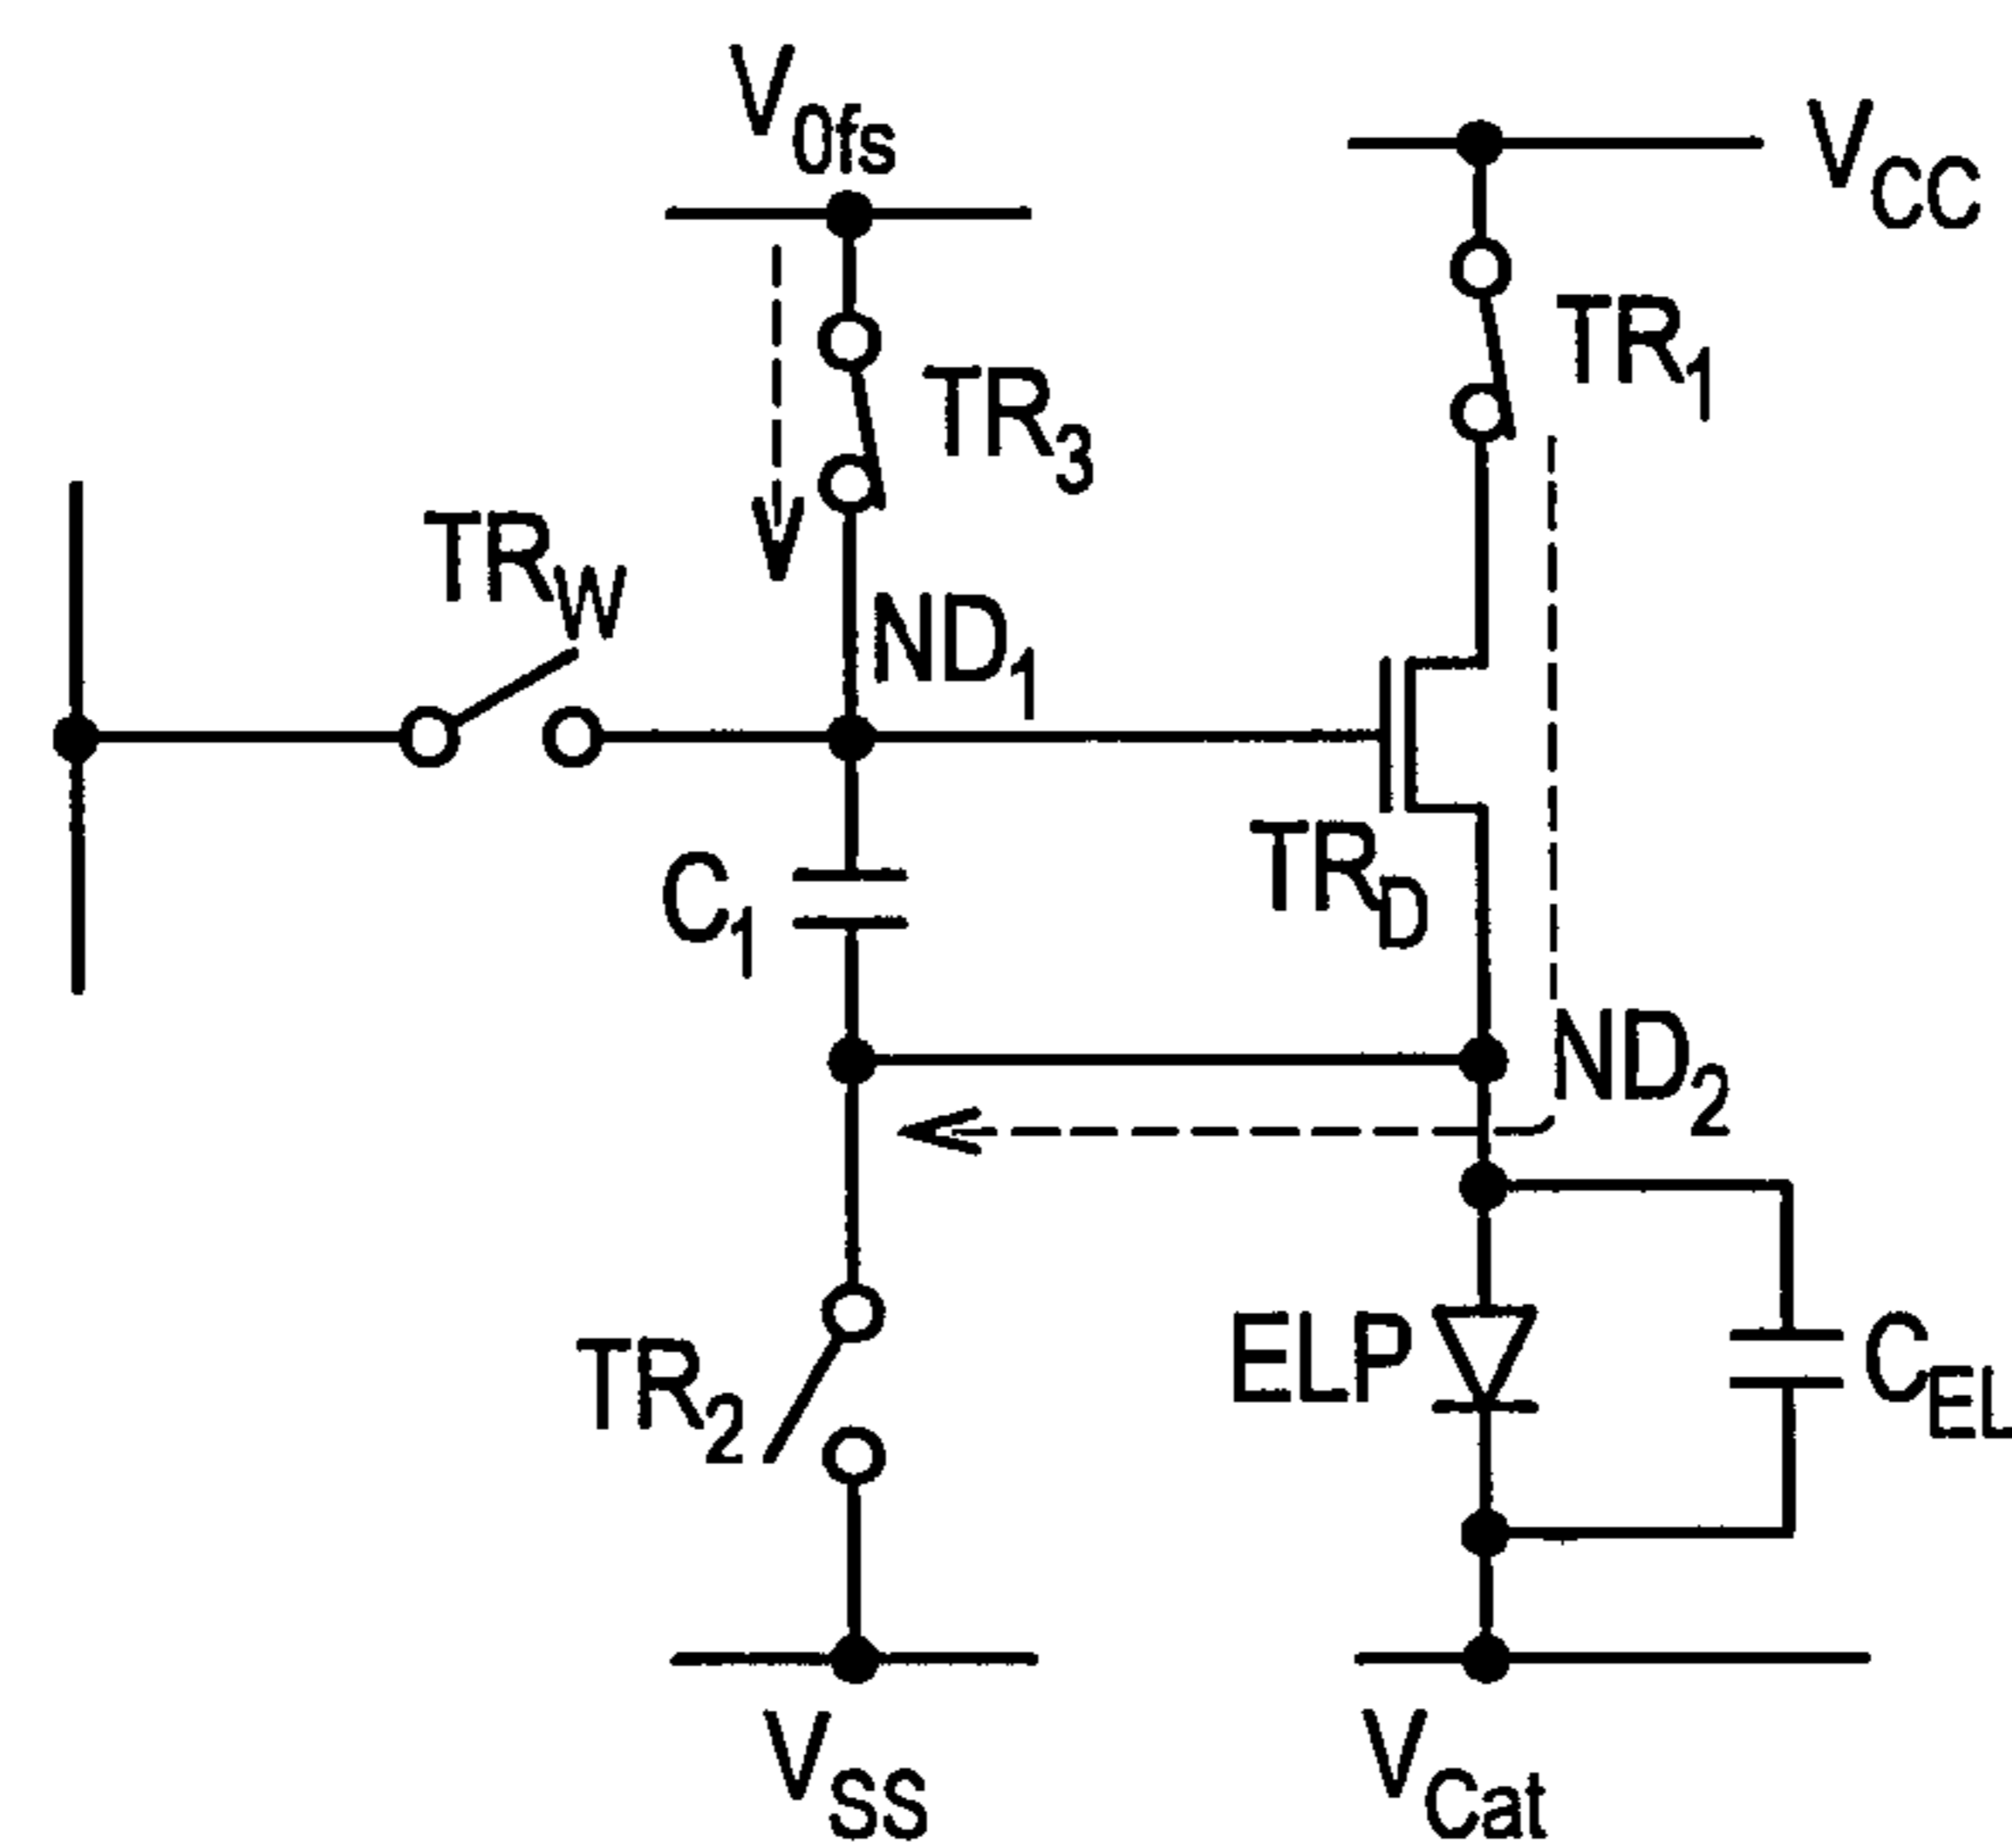 V0fs
VCC
TR1
TR3
TRW
ND1
TRD
C1
ND2
ELP
CEL
TR2
VSS
VCat